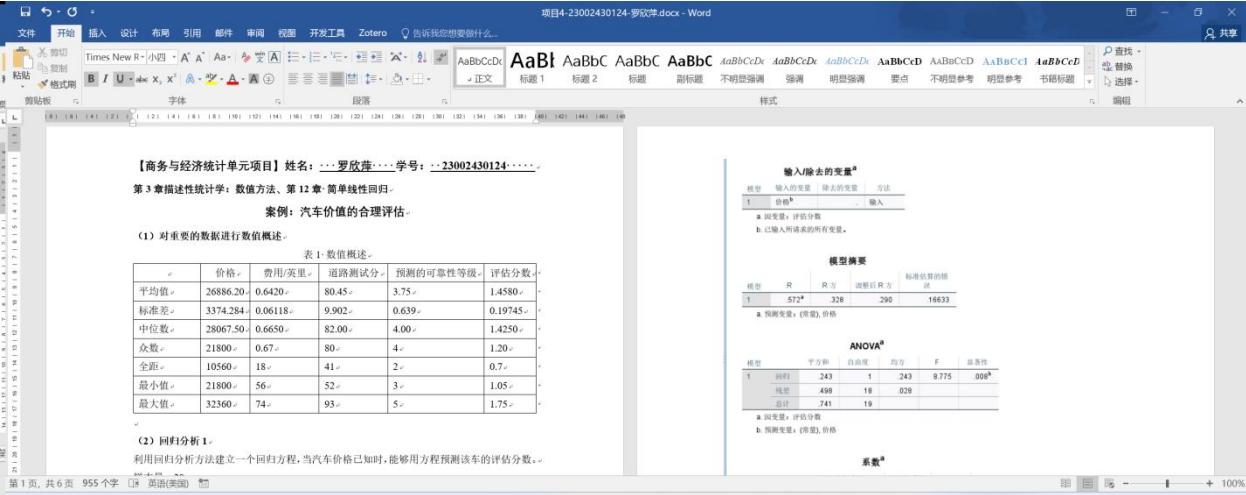 项目4-23002430124-罗欣萍.docx - Word
文件 开始 插入 设计 布局 引用 邮件 审阅 视图 开发工具 Zotero 告诉我您想要做什么... 共享
剪切 复制 粘贴 格式刷
Times New R 小四
AaBbCcDc AaBb AaBbC AaBbC AaBbC AaBbCcDc AaBbCcDc AaBbCcDc AaBbCcD AaBbCcD AaBbCcI AaBbCcD
正文 标题 1 标题 2 标题 副标题 不明显强调 强调 明显强调 要点 不明显参考 明显参考 书籍标题
查找 替换 选择
剪贴板 字体 段落 样式 编辑
【商务与经济统计单元项目】姓名：····罗欣萍····学号：··23002430124·····
第 3 章描述性统计学：数值方法、第 12 章·简单线性回归
案例：汽车价值的合理评估
（1）对重要的数据进行数值概述
表 1·数值概述
价格 费用/英里 道路测试分 预测的可靠性等级 评估分数
平均值 26886.20 0.6420 80.45 3.75 1.4580
标准差 3374.284 0.06118 9.902 0.639 0.19745
中位数 28067.50 0.6650 82.00 4.00 1.4250
众数 21800 0.67 80 4 1.20
全距 10560 18 41 2 0.7
最小值 21800 56 52 3 1.05
最大值 32360 74 93 5 1.75
（2）回归分析 1
利用回归分析方法建立一个回归方程，当汽车价格已知时，能够用方程预测该车的评估分数。
输入/除去的变量a
模型 输入的变量 除去的变量 方法
1 价格b . 输入
a. 因变量：评估分数
b. 已输入所请求的所有变量。
模型摘要
模型 R R 方 调整后 R 方 标准估算的错误
1 .572a .328 .290 .16633
a. 预测变量：(常量), 价格
ANOVAa
模型 平方和 自由度 均方 F 显著性
1 回归 .243 1 .243 8.775 .008b
残差 .498 18 .028
总计 .741 19
a. 因变量：评估分数
b. 预测变量：(常量), 价格
系数a
第 1 页，共 6 页 955 个字 英语(美国) 100%